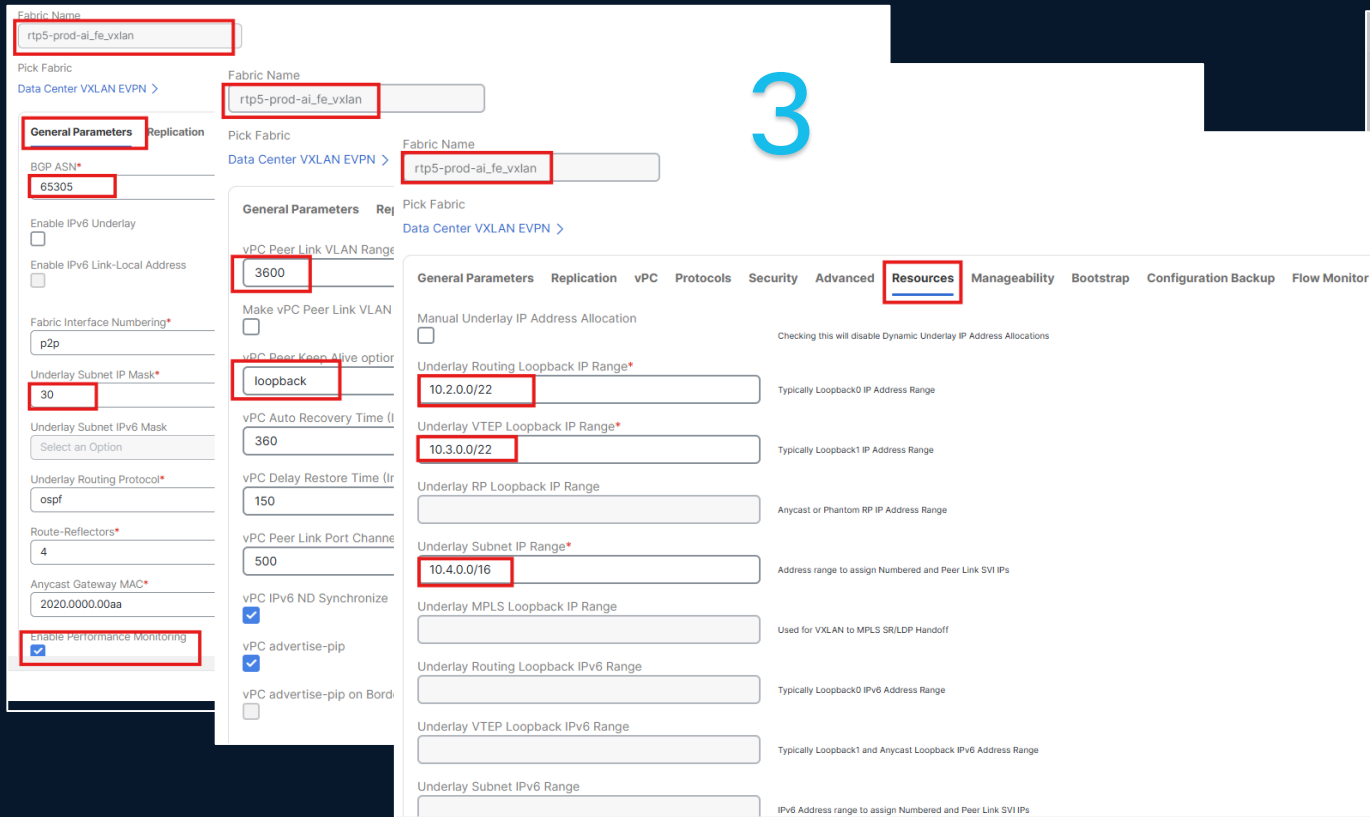 Fabric Name
rtp5-prod-ai_fe_vxlan
Pick Fabric
Data Center VXLAN EVPN >
General Parameters Replication
BGP ASN*
65305
Enable IPv6 Underlay
Enable IPv6 Link-Local Address
Fabric Interface Numbering*
p2p
Underlay Subnet IP Mask*
30
Underlay Subnet IPv6 Mask
Select an Option
Underlay Routing Protocol*
ospf
Route-Reflectors*
4
Anycast Gateway MAC*
2020.0000.00aa
Enable Performance Monitoring
Fabric Name
rtp5-prod-ai_fe_vxlan
Pick Fabric
Data Center VXLAN EVPN >
General Parameters
vPC Peer Link VLAN Range
3600
Make vPC Peer Link VLAN
vPC Peer Keep Alive option
loopback
vPC Auto Recovery Time (I
360
vPC Delay Restore Time (In
150
vPC Peer Link Port Channe
500
vPC IPv6 ND Synchronize
vPC advertise-pip
vPC advertise-pip on Bord
3
Fabric Name
rtp5-prod-ai_fe_vxlan
Pick Fabric
Data Center VXLAN EVPN >
General Parameters Replication vPC Protocols Security Advanced Resources Manageability Bootstrap Configuration Backup Flow Monitor
Manual Underlay IP Address Allocation
Checking this will disable Dynamic Underlay IP Address Allocations
Underlay Routing Loopback IP Range*
10.2.0.0/22
Typically Loopback0 IP Address Range
Underlay VTEP Loopback IP Range*
10.3.0.0/22
Typically Loopback1 IP Address Range
Underlay RP Loopback IP Range
Anycast or Phantom RP IP Address Range
Underlay Subnet IP Range*
10.4.0.0/16
Address range to assign Numbered and Peer Link SVI IPs
Underlay MPLS Loopback IP Range
Used for VXLAN to MPLS SR/LDP Handoff
Underlay Routing Loopback IPv6 Range
Typically Loopback0 IPv6 Address Range
Underlay VTEP Loopback IPv6 Range
Typically Loopback1 and Anycast Loopback IPv6 Address Range
Underlay Subnet IPv6 Range
IPv6 Address range to assign Numbered and Peer Link SVI IPs